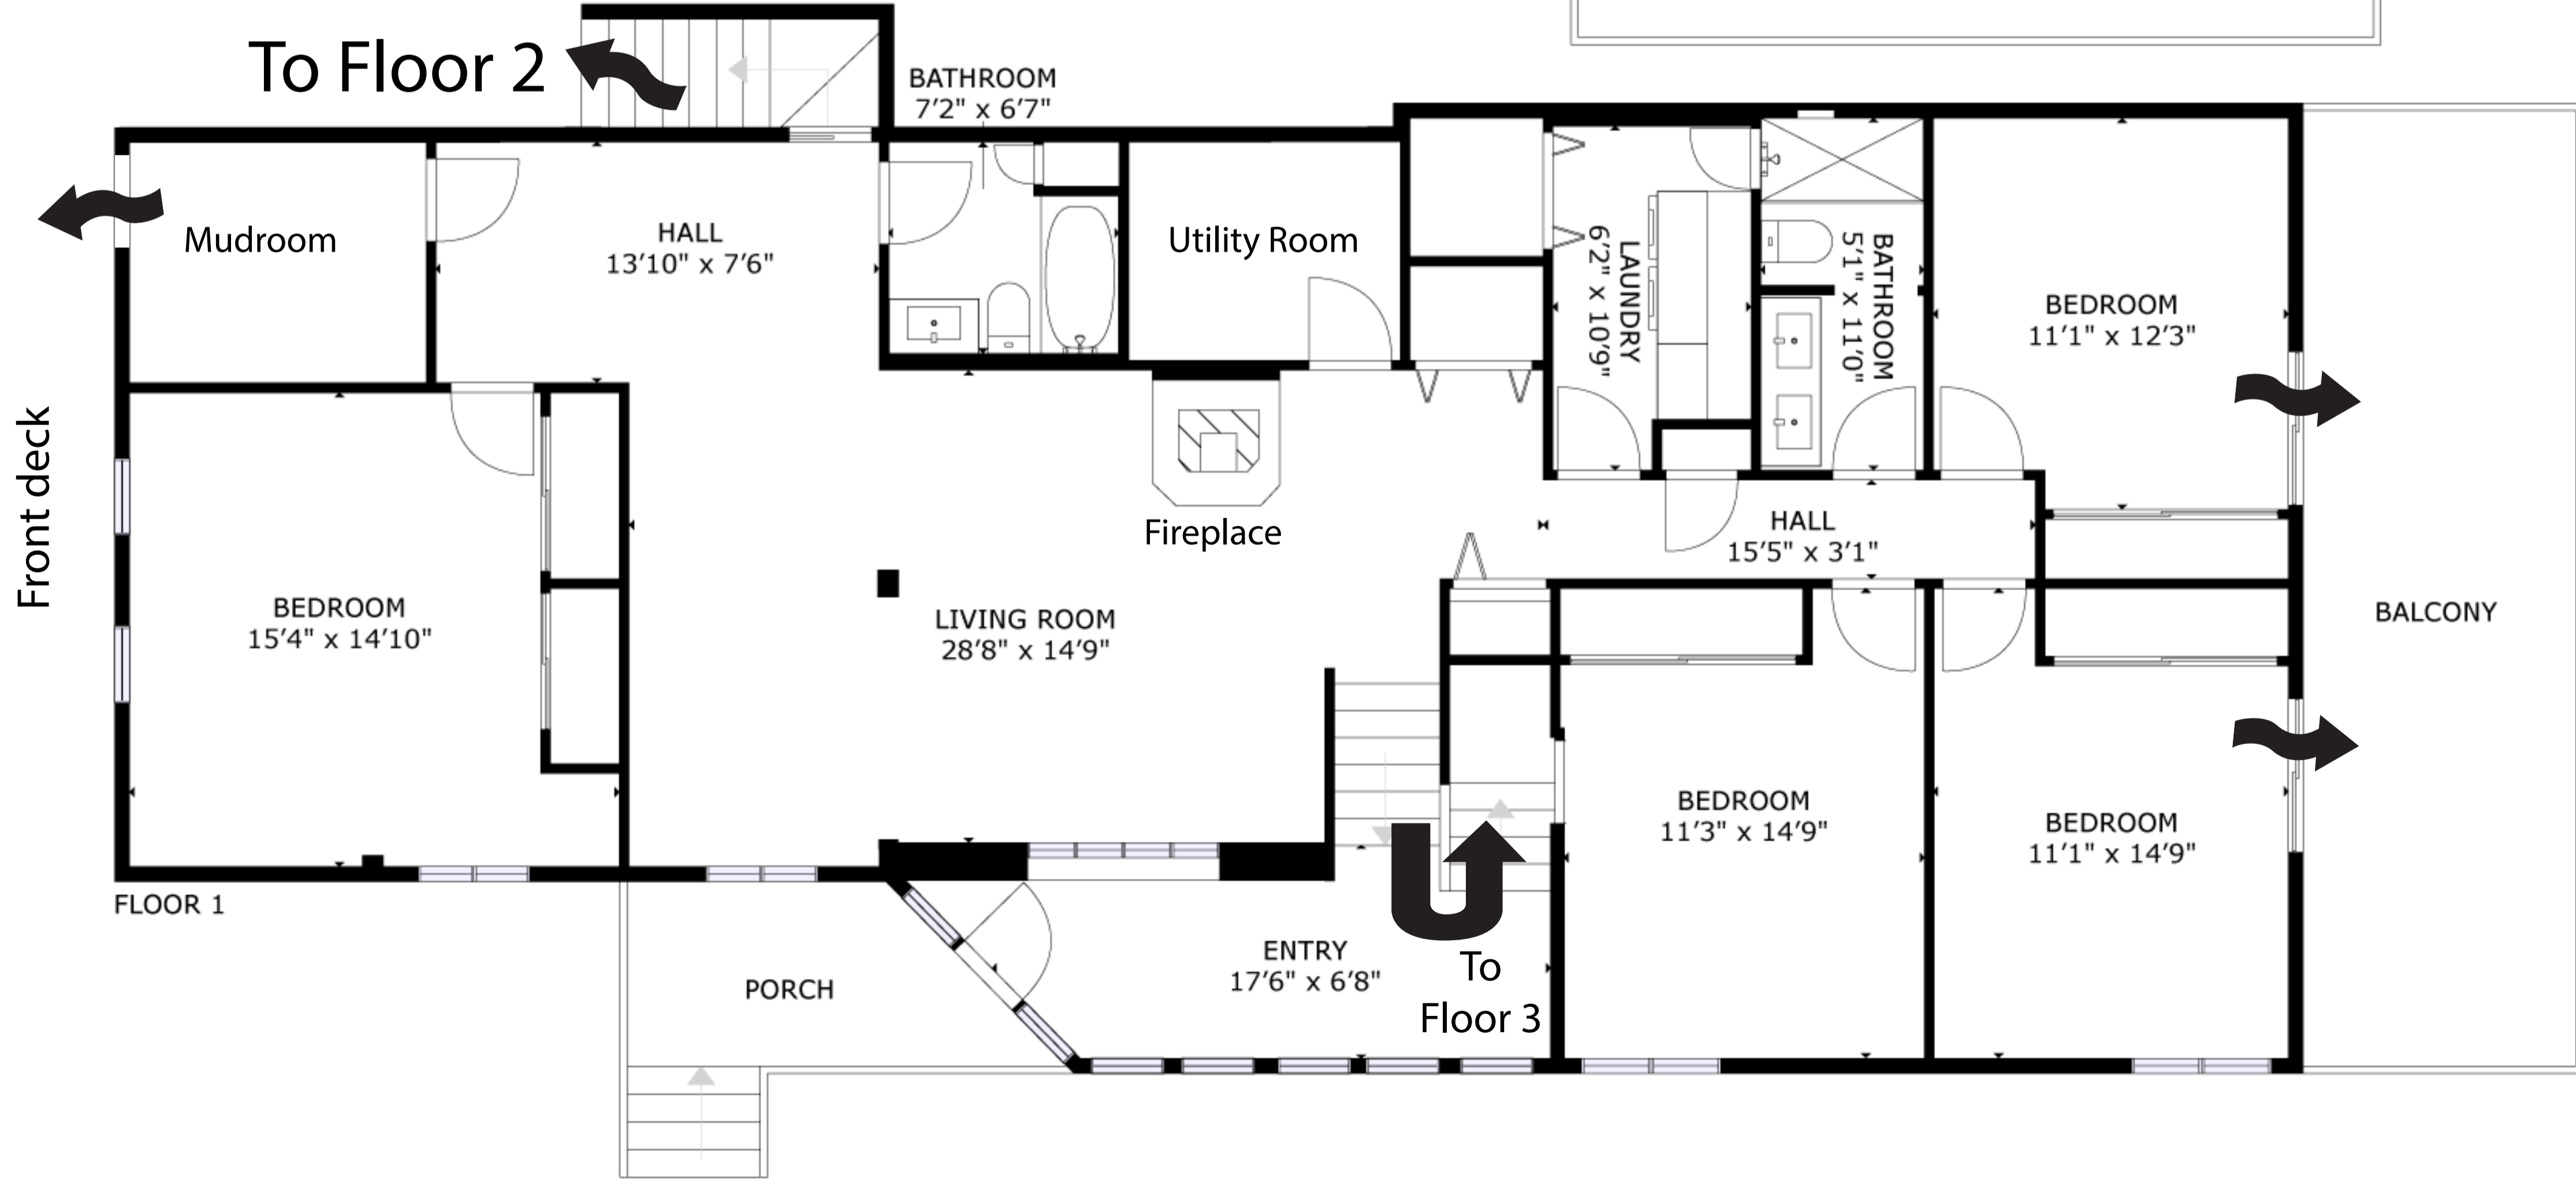 To Floor 2
BATHROOM
7'2" x 6'7"
Mudroom
HALL
13'10" x 7'6"
Utility Room
LAUNDRY
6'2" x 10'9"
BATHROOM
5'1" x 11'0"
BEDROOM
11'1" x 12'3"
Front deck
Fireplace
HALL
15'5" x 3'1"
BEDROOM
15'4" x 14'10"
LIVING ROOM
28'8" x 14'9"
BALCONY
BEDROOM
11'3" x 14'9"
BEDROOM
11'1" x 14'9"
FLOOR 1
PORCH
ENTRY
17'6" x 6'8"
To
Floor 3